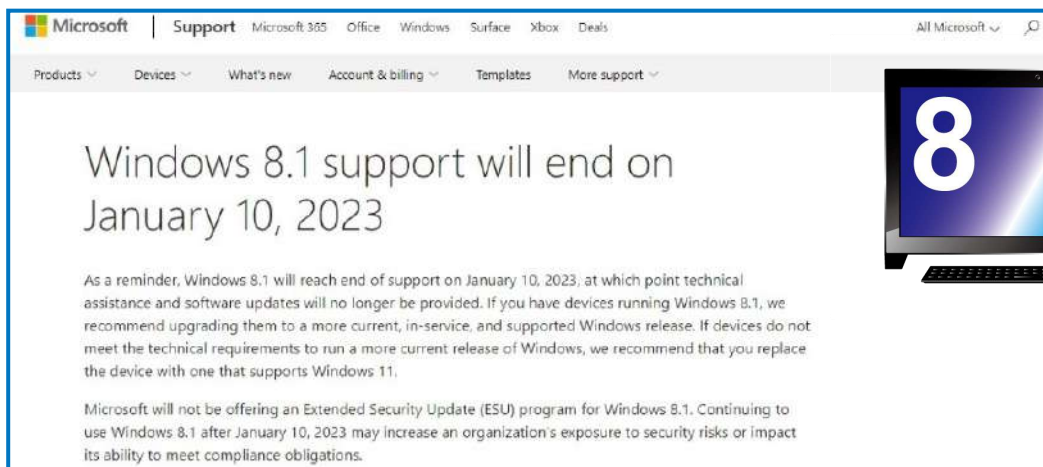 Microsoft | Support Microsoft 365 Office Windows Surface Xbox Deals All Microsoft
Products Devices What's new Account & billing Templates More support
8
Windows 8.1 support will end on
January 10, 2023
As a reminder, Windows 8.1 will reach end of support on January 10, 2023, at which point technical
assistance and software updates will no longer be provided. If you have devices running Windows 8.1, we
recommend upgrading them to a more current, in-service, and supported Windows release. If devices do not
meet the technical requirements to run a more current release of Windows, we recommend that you replace
the device with one that supports Windows 11.
Microsoft will not be offering an Extended Security Update (ESU) program for Windows 8.1. Continuing to
use Windows 8.1 after January 10, 2023 may increase an organization's exposure to security risks or impact
its ability to meet compliance obligations.